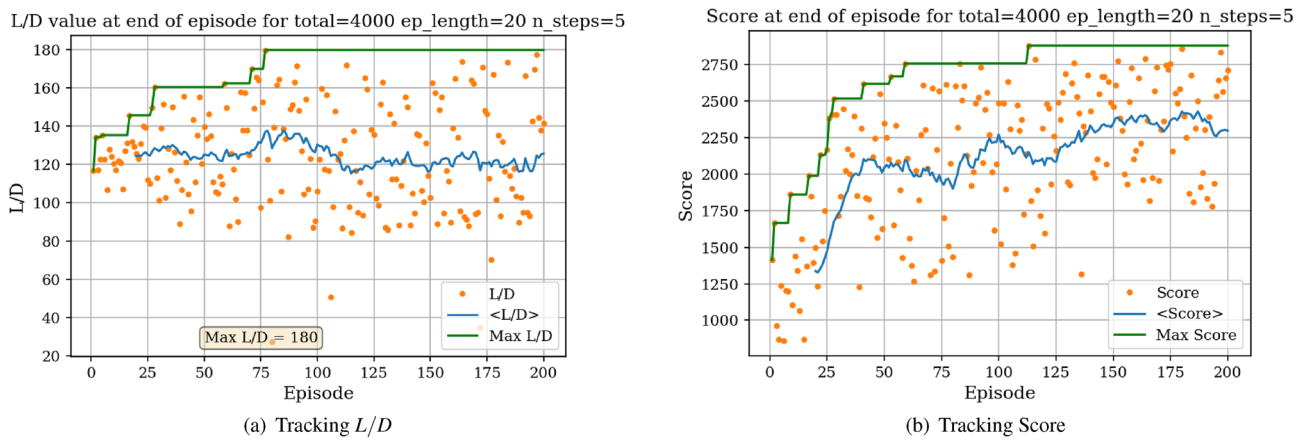 L/D value at end of episode for total=4000 ep_length=20 n_steps=5
180
160
140
120
100
80
60
40
20
L/D
0
25
50
75
100
125
150
175
200
Episode
L/D
<L/D>
Max L/D
Max L/D = 180
(a) Tracking L/D
Score at end of episode for total=4000 ep_length=20 n_steps=5
2750
2500
2250
2000
1750
1500
1250
1000
Score
0
25
50
75
100
125
150
175
200
Episode
Score
<Score>
Max Score
(b) Tracking Score